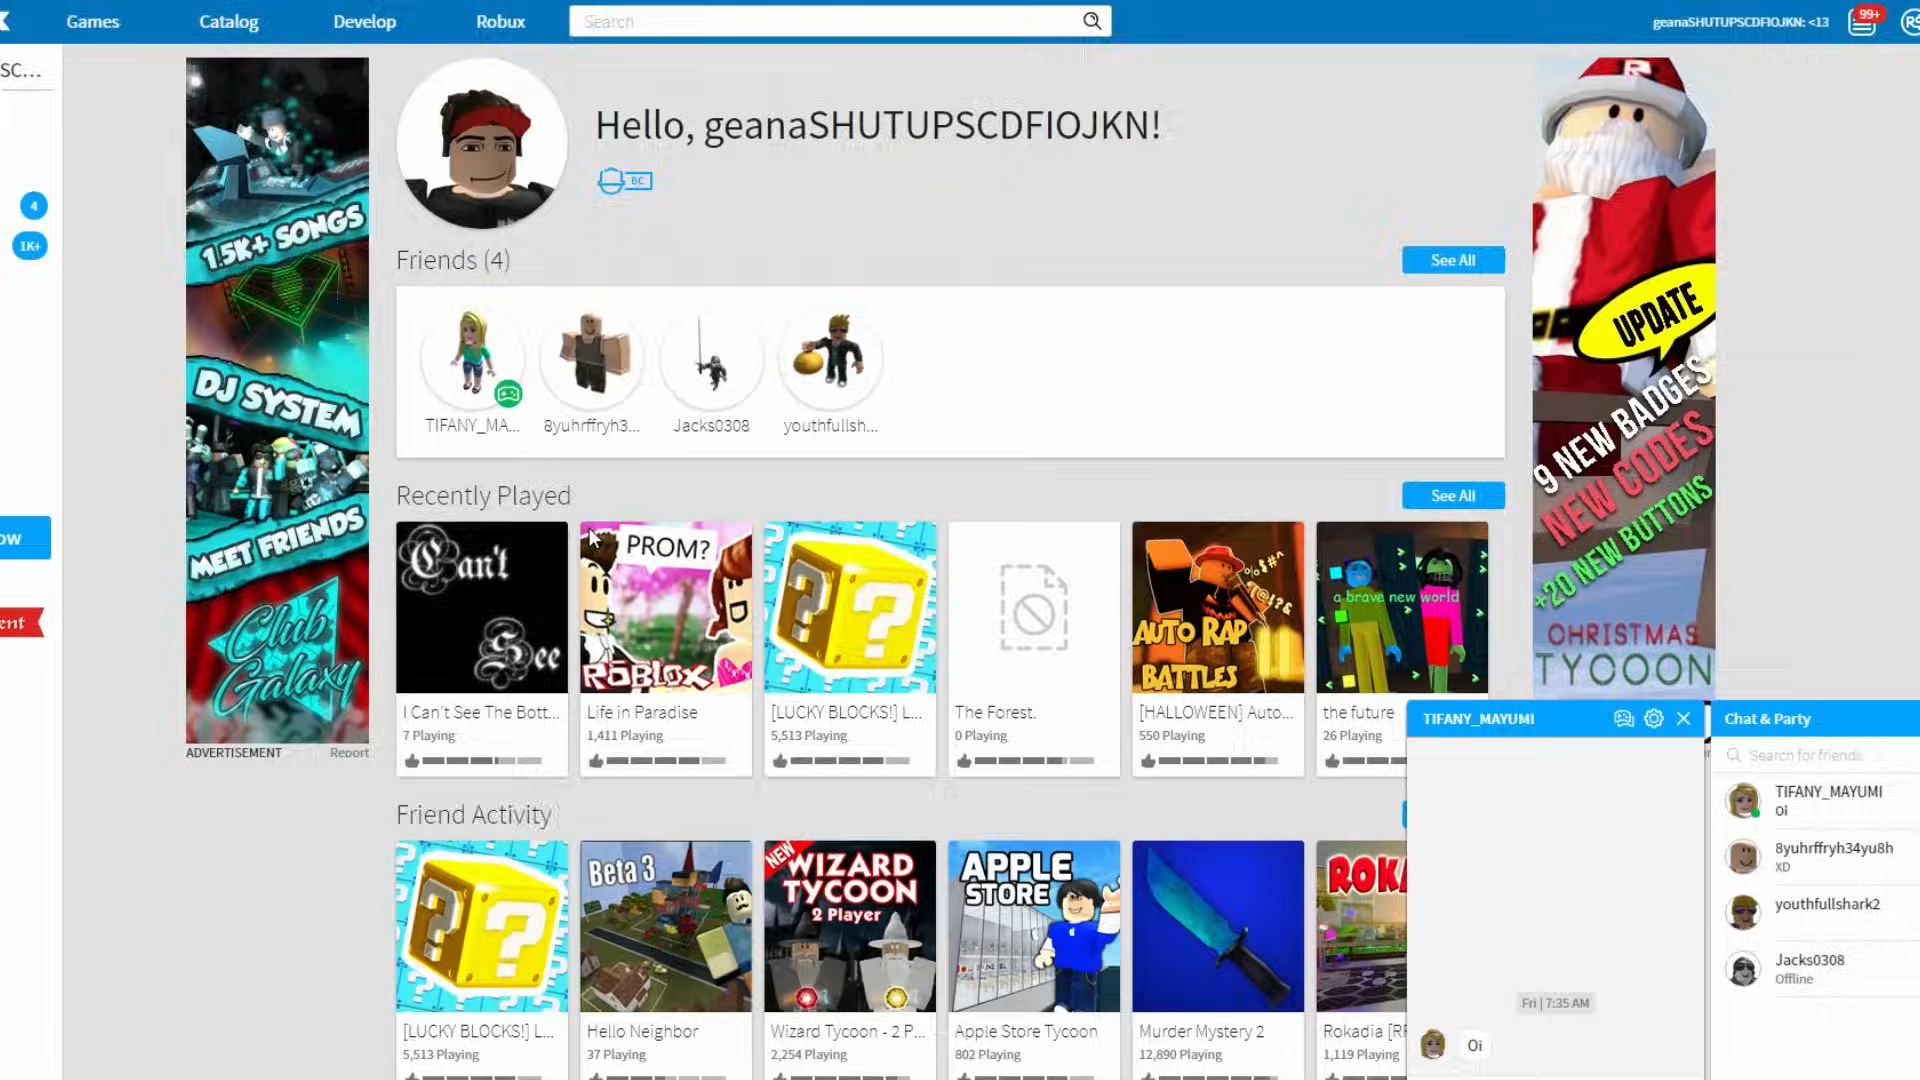 Games
Catalog
Develop
Robux
Search
geanaSHUTUPSCDFIOJKN: <13
99+
SC...
4
1K+
ow
ent
1.5K+ SONGS
DJ SYSTEM
MEET FRIENDS
Club
Galaxy
ADVERTISEMENT
Report
Hello, geanaSHUTUPSCDFIOJKN!
BC
Friends (4)
See All
TIFANY_MA...
8yuhrffryh3...
Jacks0308
youthfullsh...
Recently Played
See All
Can't
See
PROM?
ROBLOX
? ?
AUTO RAP
BATTLES
%$#^
!@!?&
a brave new world
I Can't See The Bott...
7 Playing
Life in Paradise
1,411 Playing
[LUCKY BLOCKS!] L...
5,513 Playing
The Forest.
0 Playing
[HALLOWEEN] Auto...
550 Playing
the future
26 Playing
UPDATE
9 NEW BADGES
NEW CODES
+20 NEW BUTTONS
CHRISTMAS
TYCOON
Friend Activity
? ?
Beta 3
NEW
WIZARD
TYCOON
2 Player
APPLE
STORE
ROKA
[LUCKY BLOCKS!] L...
5,513 Playing
Hello Neighbor
37 Playing
Wizard Tycoon - 2 P...
2,254 Playing
Apple Store Tycoon
802 Playing
Murder Mystery 2
12,890 Playing
Rokadia [RF
1,119 Playing
TIFANY_MAYUMI
Fri | 7:35 AM
Oi
Chat & Party
Search for friends
TIFANY_MAYUMI
Oi
8yuhrffryh34yu8h
XD
youthfullshark2
Jacks0308
Offline